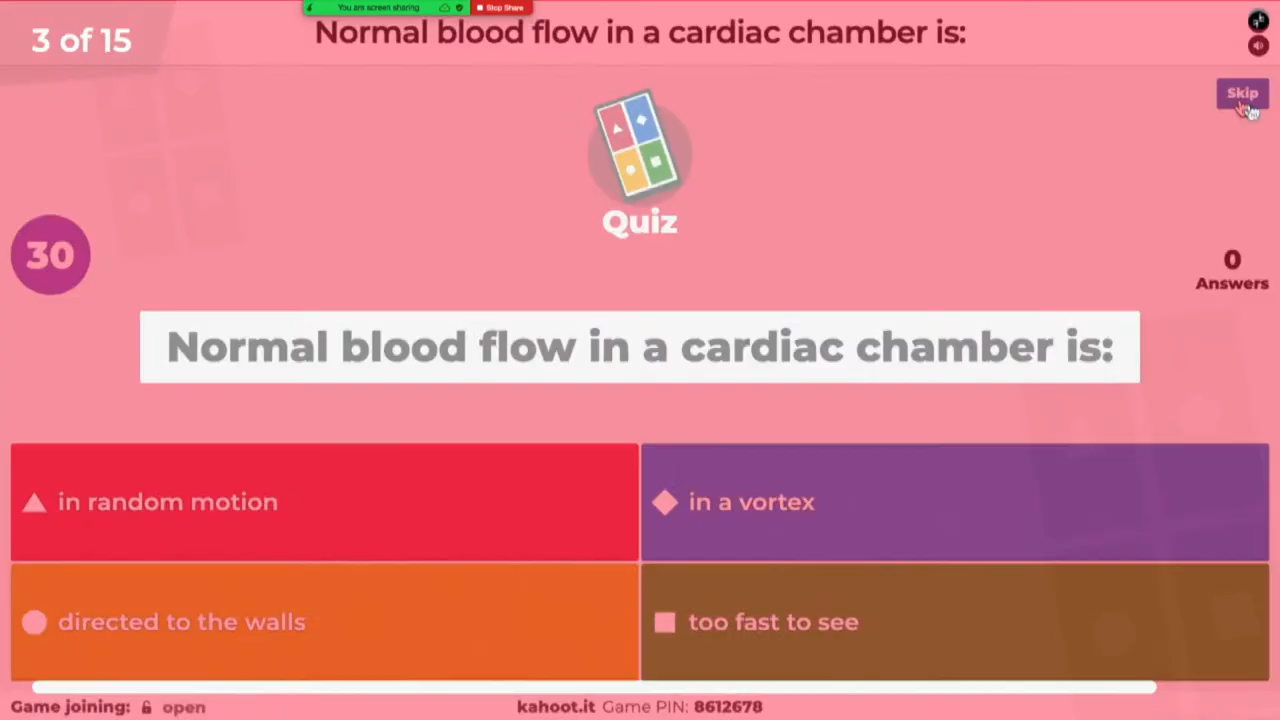 You are screen sharing Stop Share
3 of 15
Normal blood flow in a cardiac chamber is:
Skip
Quiz
30
0
Answers
Normal blood flow in a cardiac chamber is:
in random motion
in a vortex
directed to the walls
too fast to see
Game joining: open
kahoot.it Game PIN: 8612678